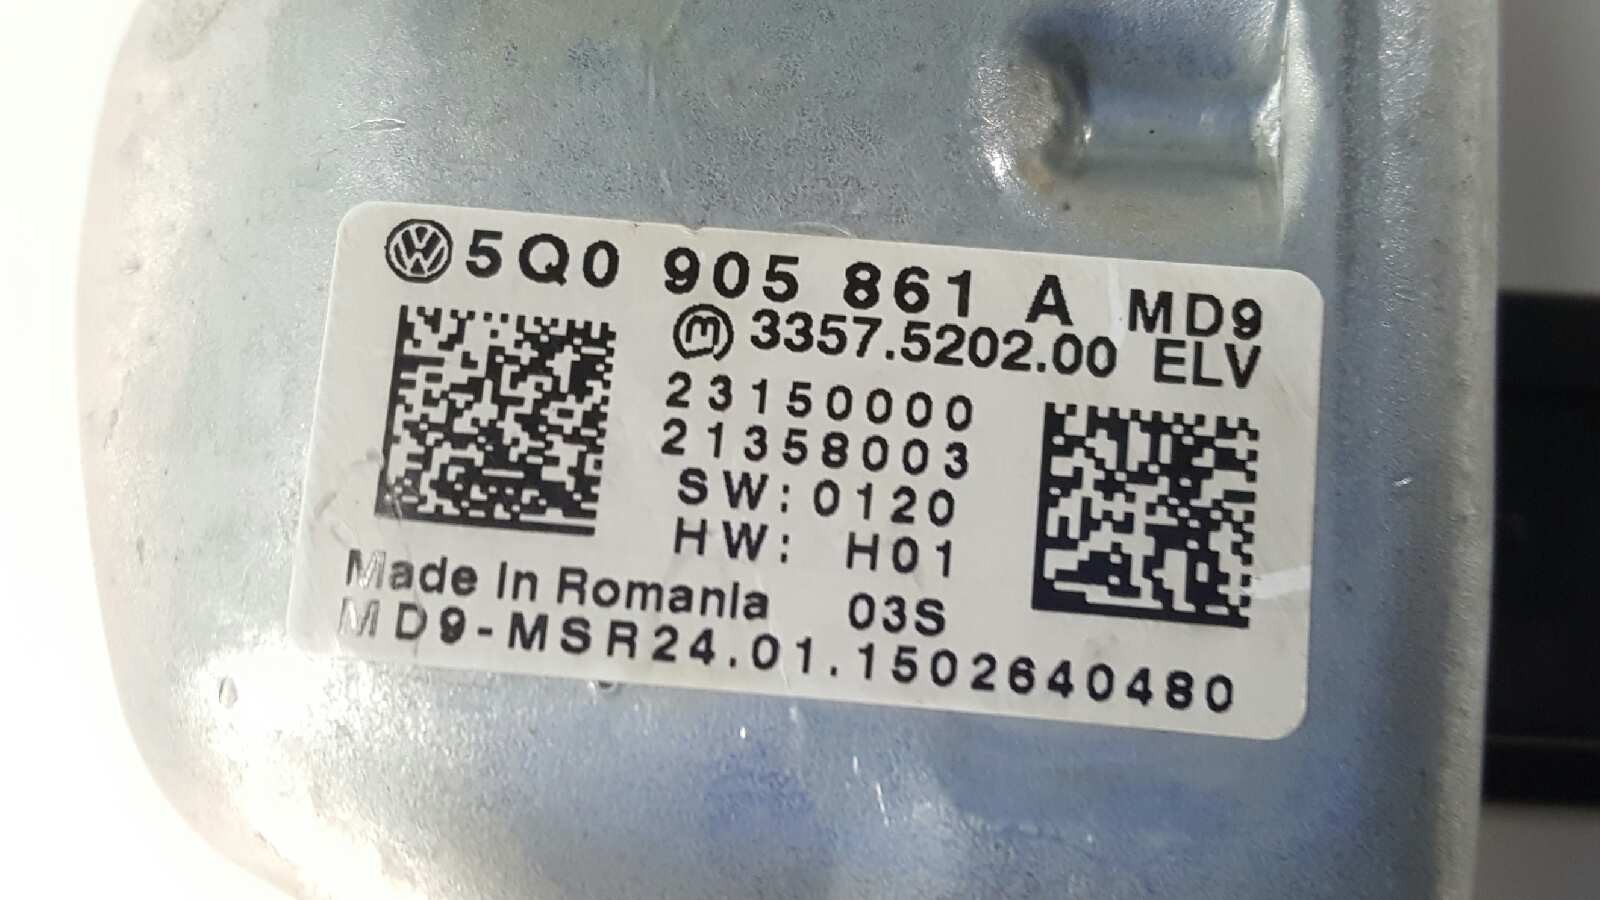 5Q0 905 861 A MD9
3357.5202.00 ELV
23150000
21358003
SW: 0120
HW: H01
Made In Romania 03S
MD9-MSR24.01.1502640480